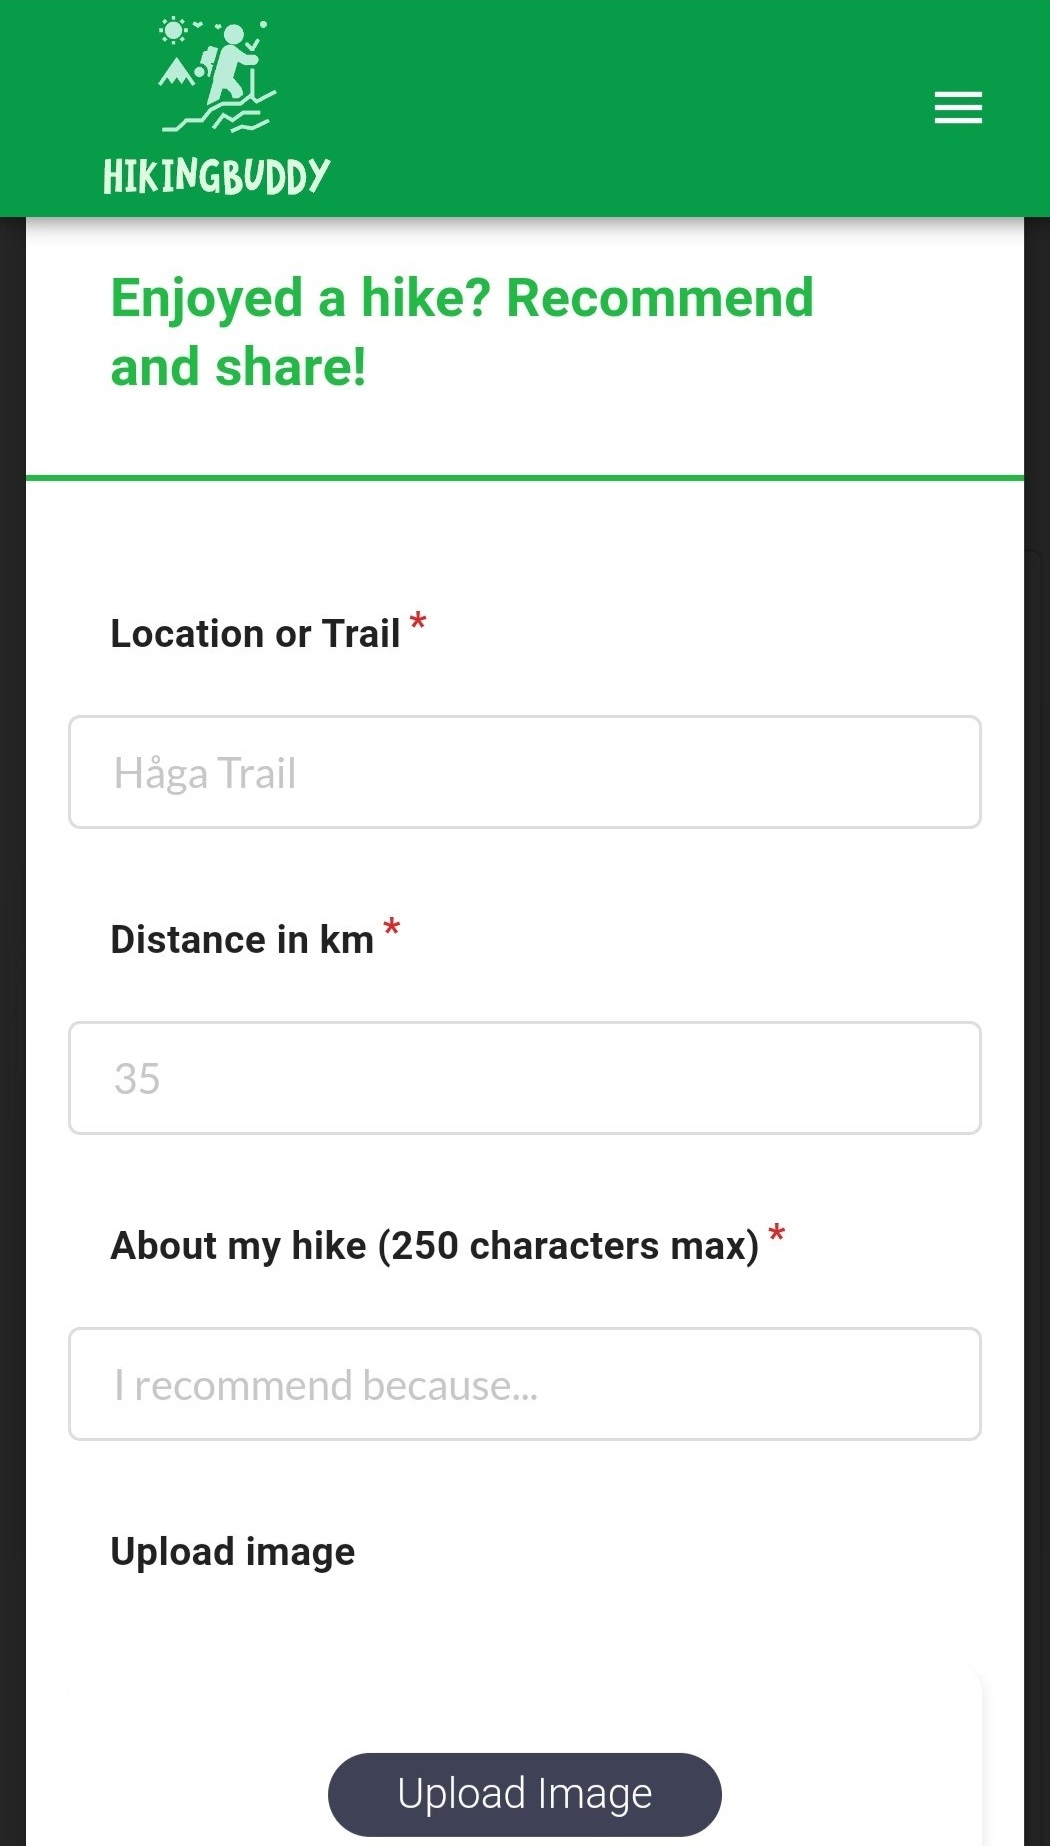 HIKINGBUDDY
Enjoyed a hike? Recommend
and share!
Location or Trail *
Håga Trail
Distance in km *
35
About my hike (250 characters max) *
I recommend because...
Upload image
Upload Image